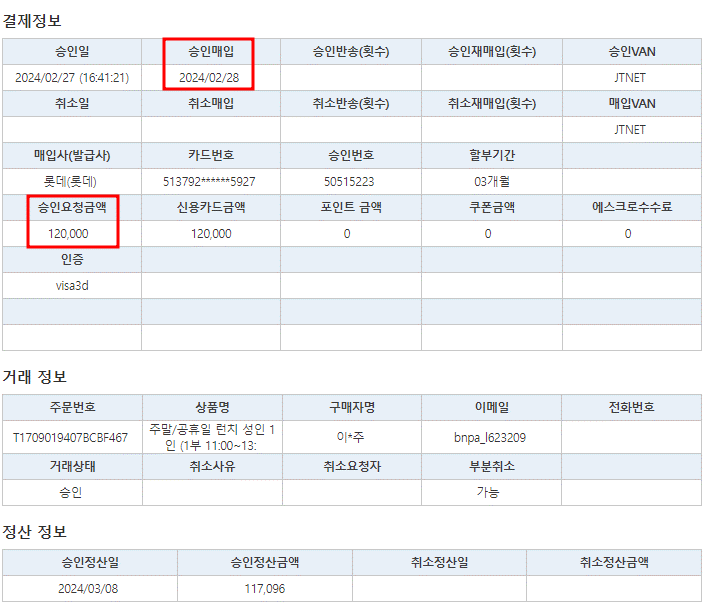 결제정보
승인일 승인매입 승인반송(횟수) 승인재매입(횟수) 승인VAN
2024/02/27 (16:41:21) 2024/02/28 JTNET
취소일 취소매입 취소반송(횟수) 취소재매입(횟수) 매입VAN
JTNET
매입사(발급사) 카드번호 승인번호 할부기간
롯데(롯데) 513792******5927 50515223 03개월
승인요청금액 신용카드금액 포인트 금액 쿠폰금액 에스크로수수료
120,000 120,000 0 0 0
인증
visa3d
거래 정보
주문번호 상품명 구매자명 이메일 전화번호
T1709019407BCBF467 주말/공휴일 런치 성인 1 이*주 bnpa_l623209
인 (1부 11:00~13:
거래상태 취소사유 취소요청자 부분취소
승인 가능
정산 정보
승인정산일 승인정산금액 취소정산일 취소정산금액
2024/03/08 117,096